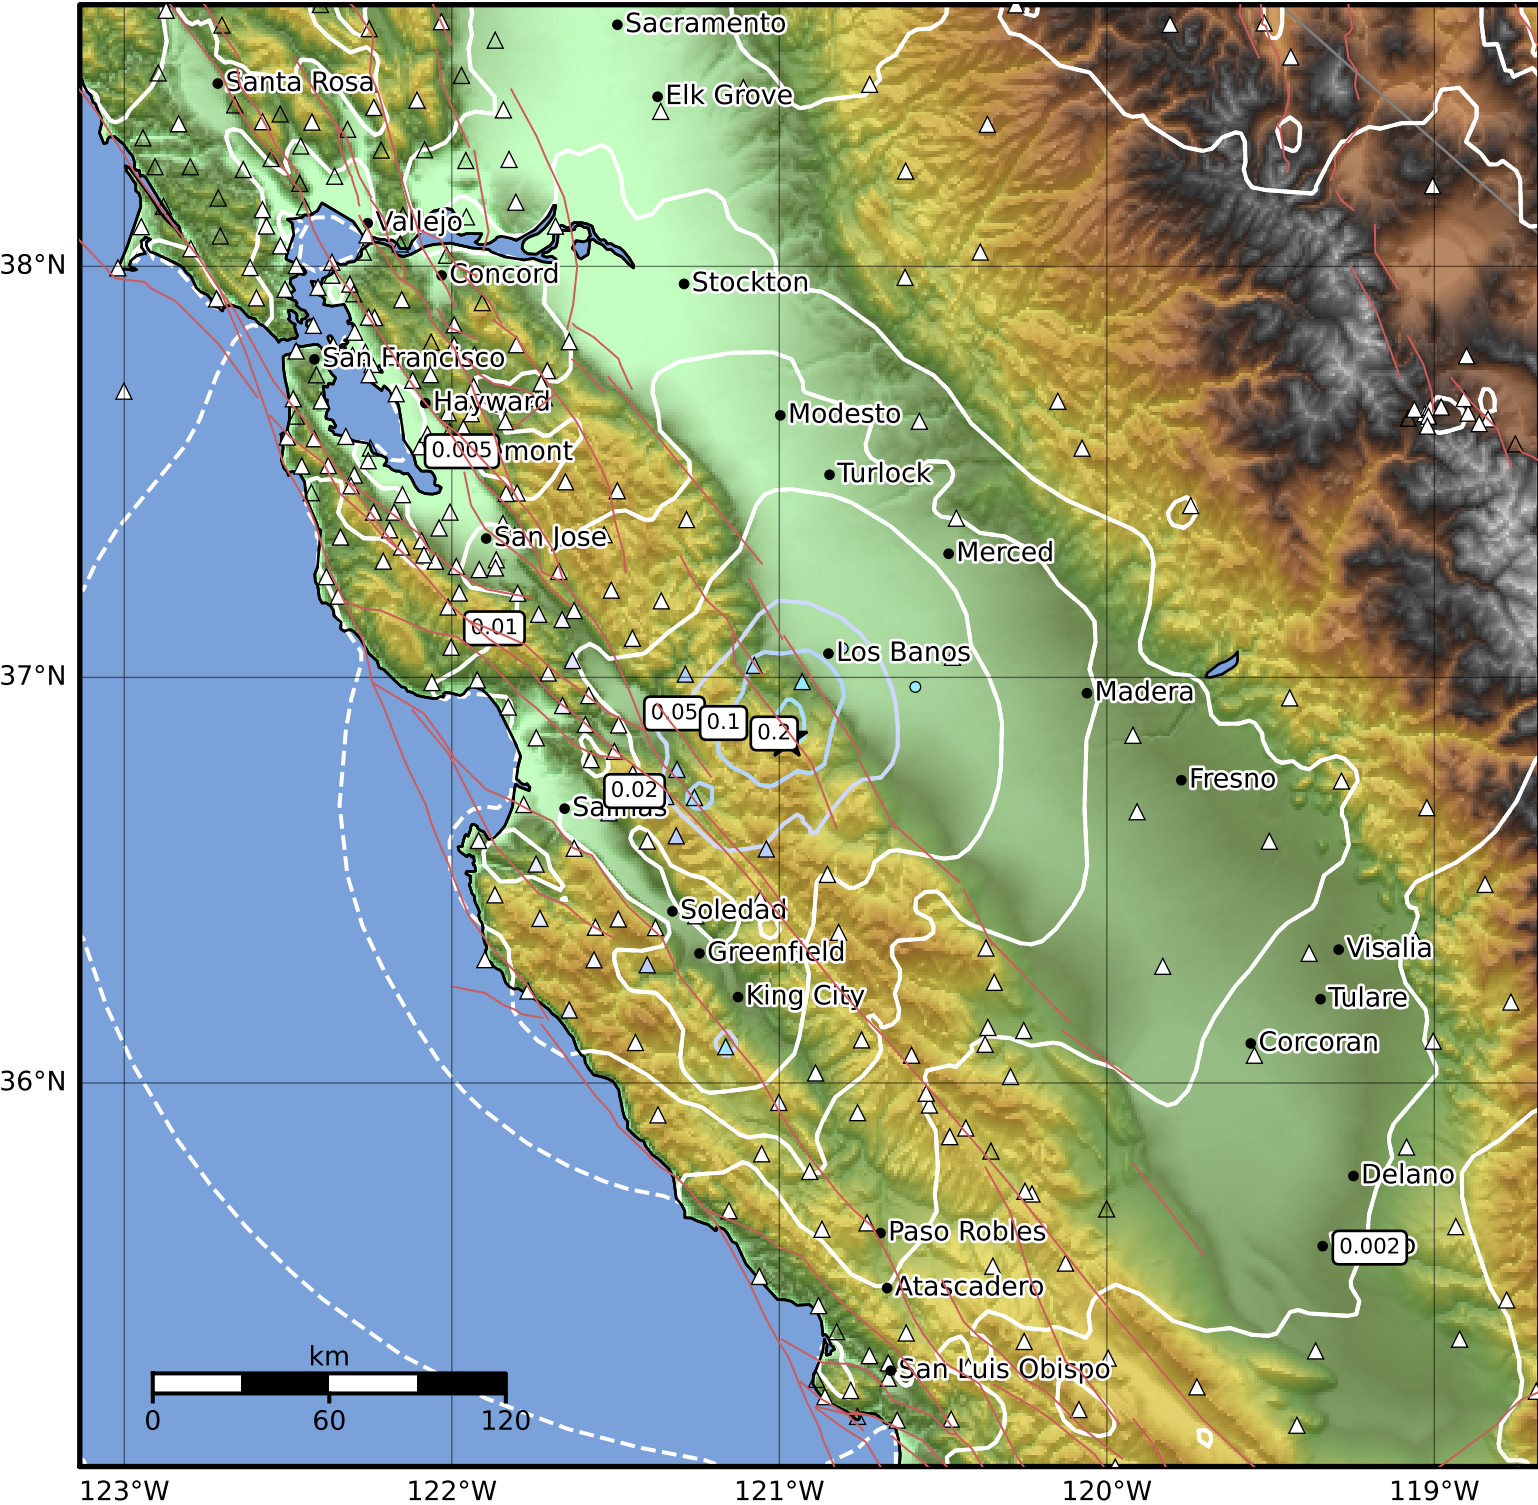 Sacramento
Santa Rosa
Elk Grove
Vallejo
38°N
Concord
Stockton
San Francisco
Hayward
Modesto
0.005
mont
Turlock
San Jose
Merced
0.01
Los Banos
37°N
Madera
0.05
0.1
0.2
Fresno
0.02
Salinas
Soledad
Greenfield
Visalia
King City
Tulare
Corcoran
36°N
Delano
Paso Robles
0.002
Atascadero
San Luis Obispo
km
0 60 120
123°W 122°W 121°W 120°W 119°W